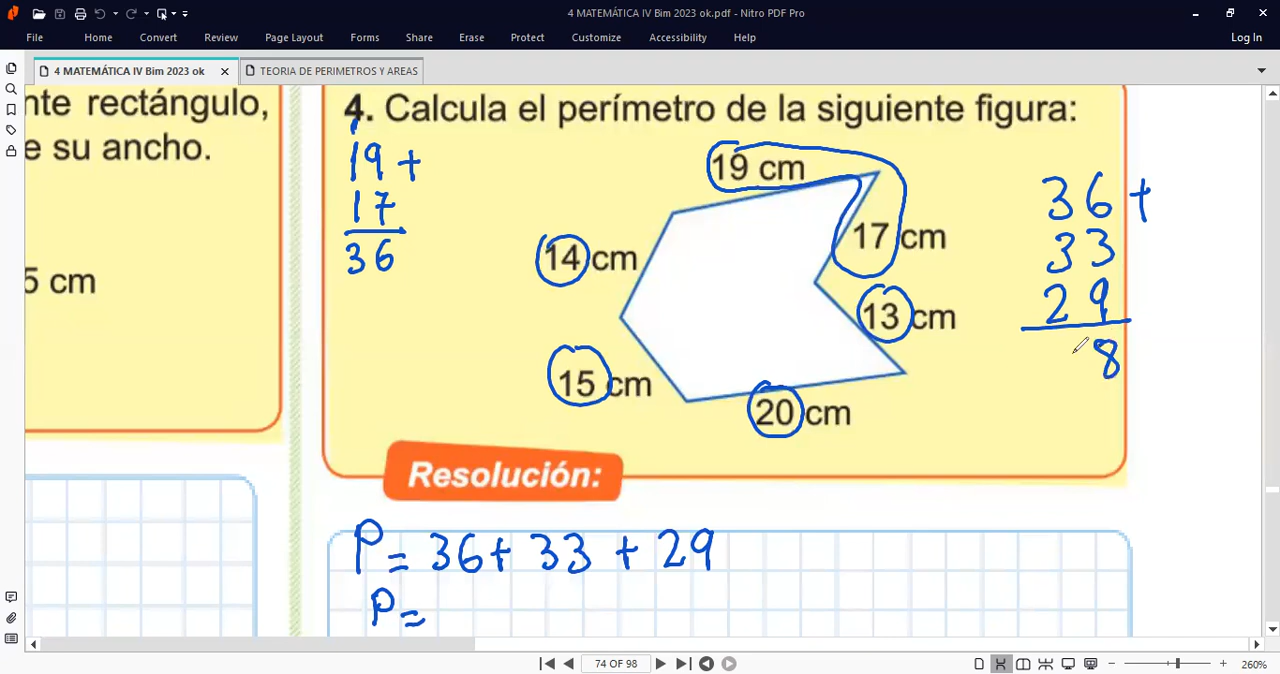 4 MATEMÁTICA IV Bim 2023 ok.pdf - Nitro PDF Pro
File Home Convert Review Page Layout Forms Share Erase Protect Customize Accessibility Help Log In
4 MATEMÁTICA IV Bim 2023 ok TEORIA DE PERIMETROS Y AREAS
nte rectángulo,
e su ancho.
5 cm
4. Calcula el perímetro de la siguiente figura:
19 +
17
36
19 cm
17 cm
14 cm
13 cm
15 cm
20 cm
36 +
33
29
8
Resolución:
P = 36 + 33 + 29
P =
74 OF 98
260%